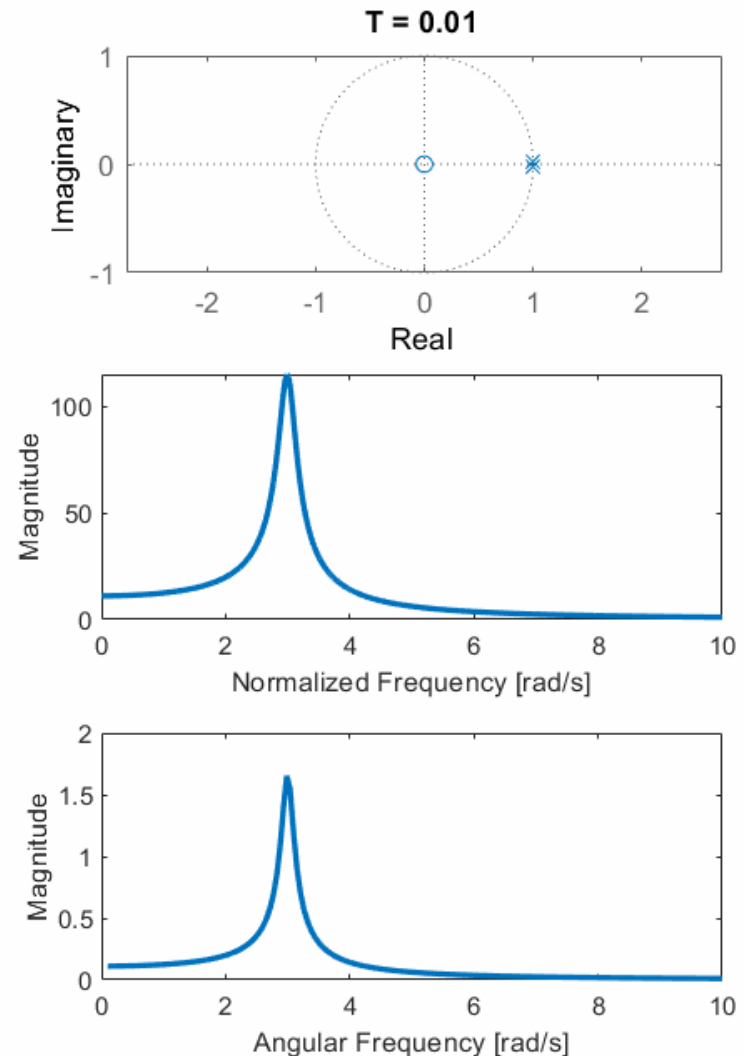 T = 0.01
Imaginary
1
0
-1
-2 -1 0 1 2
Real
Magnitude
100
50
0
0 2 4 6 8 10
Normalized Frequency [rad/s]
Magnitude
2
1.5
1
0.5
0
0 2 4 6 8 10
Angular Frequency [rad/s]